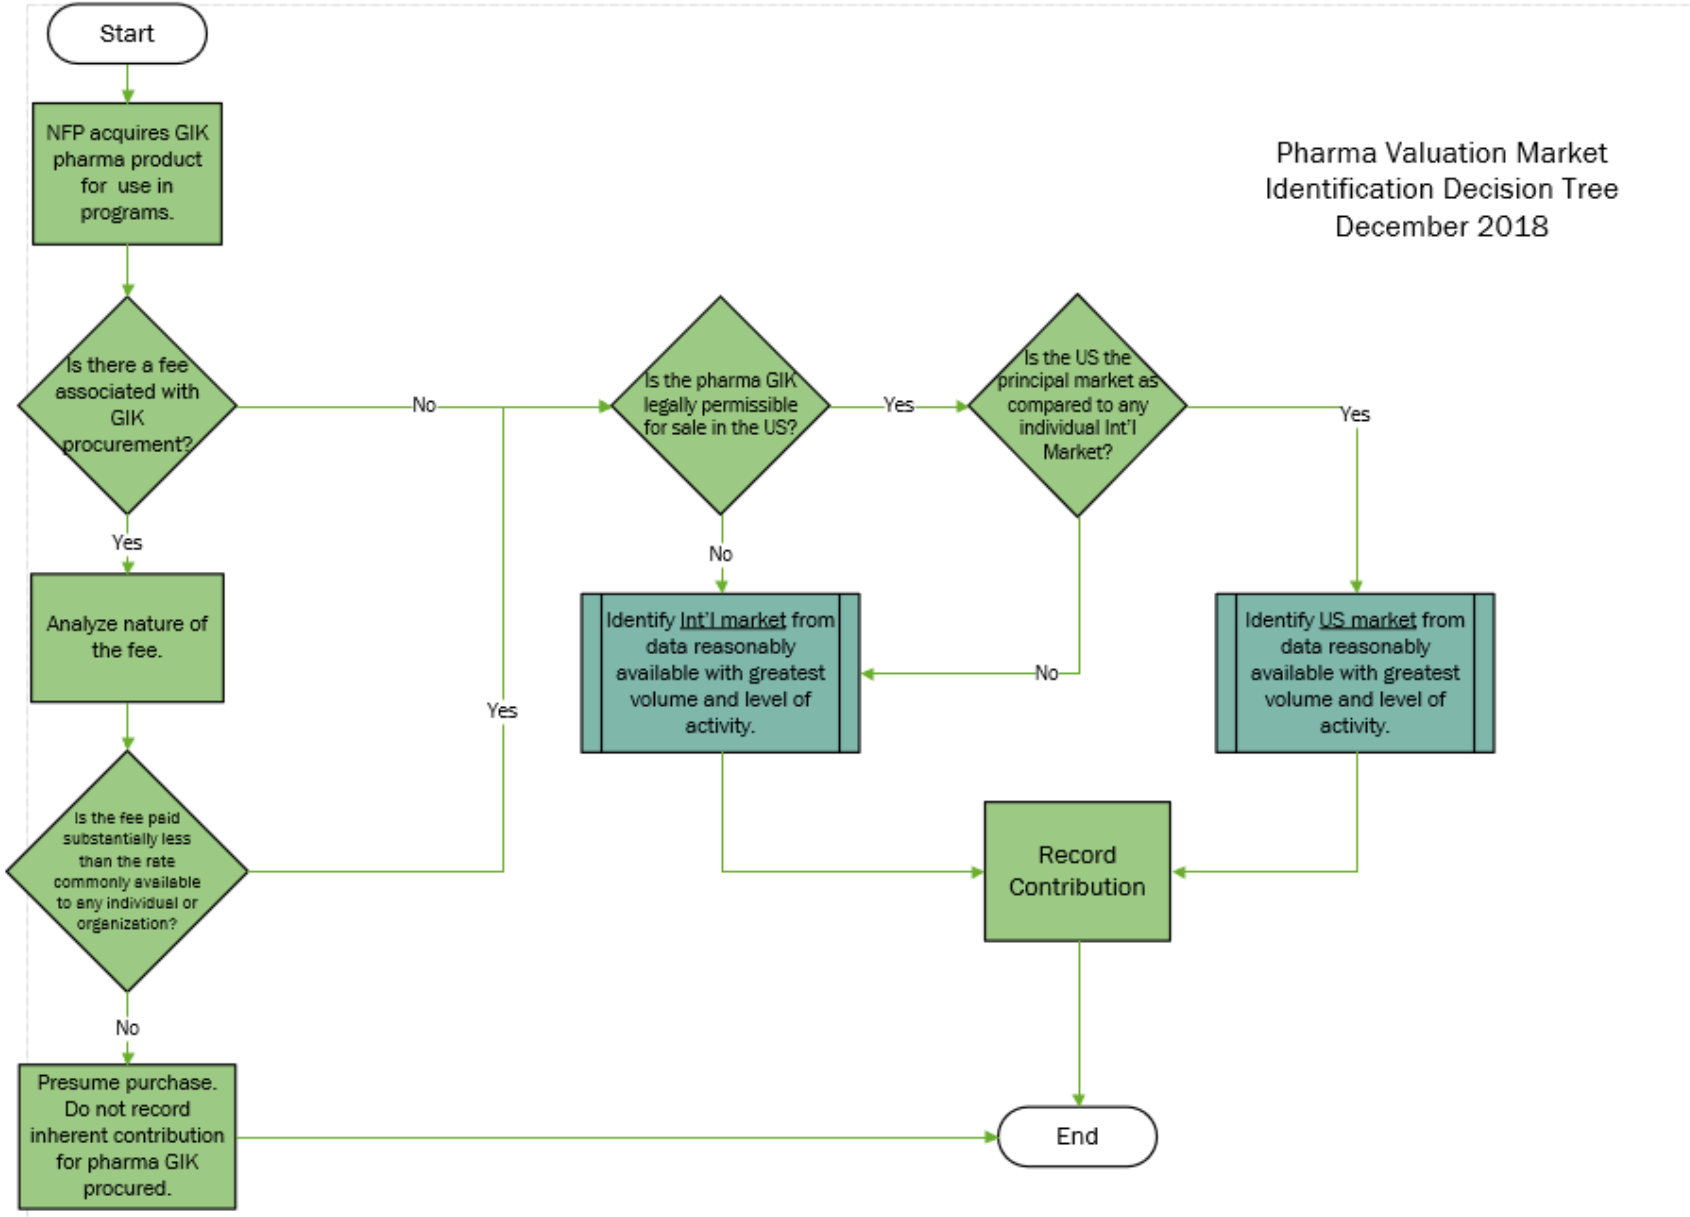 Start
NFP acquires GIK
pharma product
for use in
programs.
Pharma Valuation Market
Identification Decision Tree
December 2018
Is there a fee
associated with
GIK
procurement?
No
Is the pharma GIK
legally permissible
for sale in the US?
Yes
Is the US the
principal market as
compared to any
individual Int'l
Market?
Yes
Yes
No
Analyze nature of
the fee.
Identify Int'l market from
data reasonably
available with greatest
volume and level of
activity.
No
Identify US market from
data reasonably
available with greatest
volume and level of
activity.
Yes
Is the fee paid
substantially less
than the rate
commonly available
to any individual or
organization?
Record
Contribution
No
Presume purchase.
Do not record
inherent contribution
for pharma GIK
procured.
End